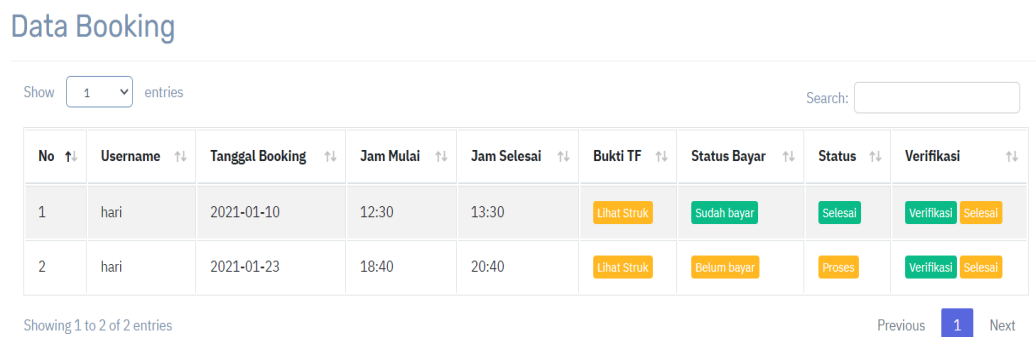 Data Booking
Show 1 entries Search:
No Username Tanggal Booking Jam Mulai Jam Selesai Bukti TF Status Bayar Status Verifikasi
1 hari 2021-01-10 12:30 13:30 Lihat Struk Sudah bayar Selesai Verifikasi Selesai
2 hari 2021-01-23 18:40 20:40 Lihat Struk Belum bayar Proses Verifikasi Selesai
Showing 1 to 2 of 2 entries Previous 1 Next